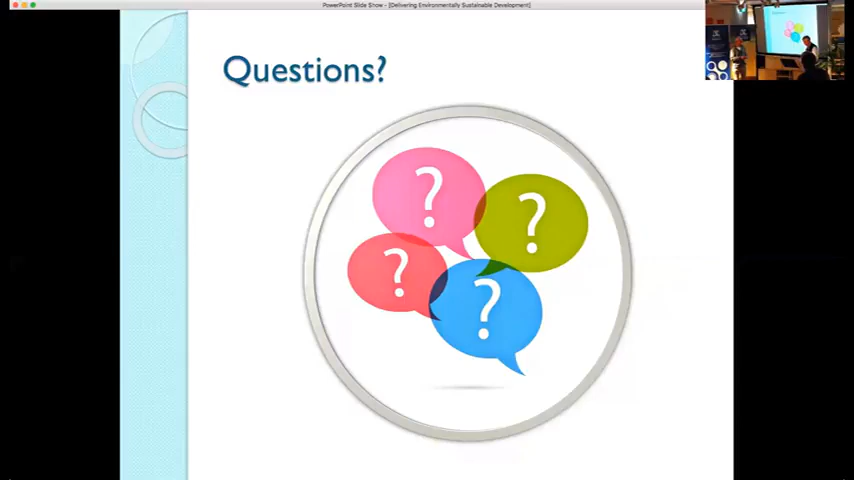 PowerPoint Slide Show - [Delivering Environmentally Sustainable Development]
Questions?
?
?
?
?